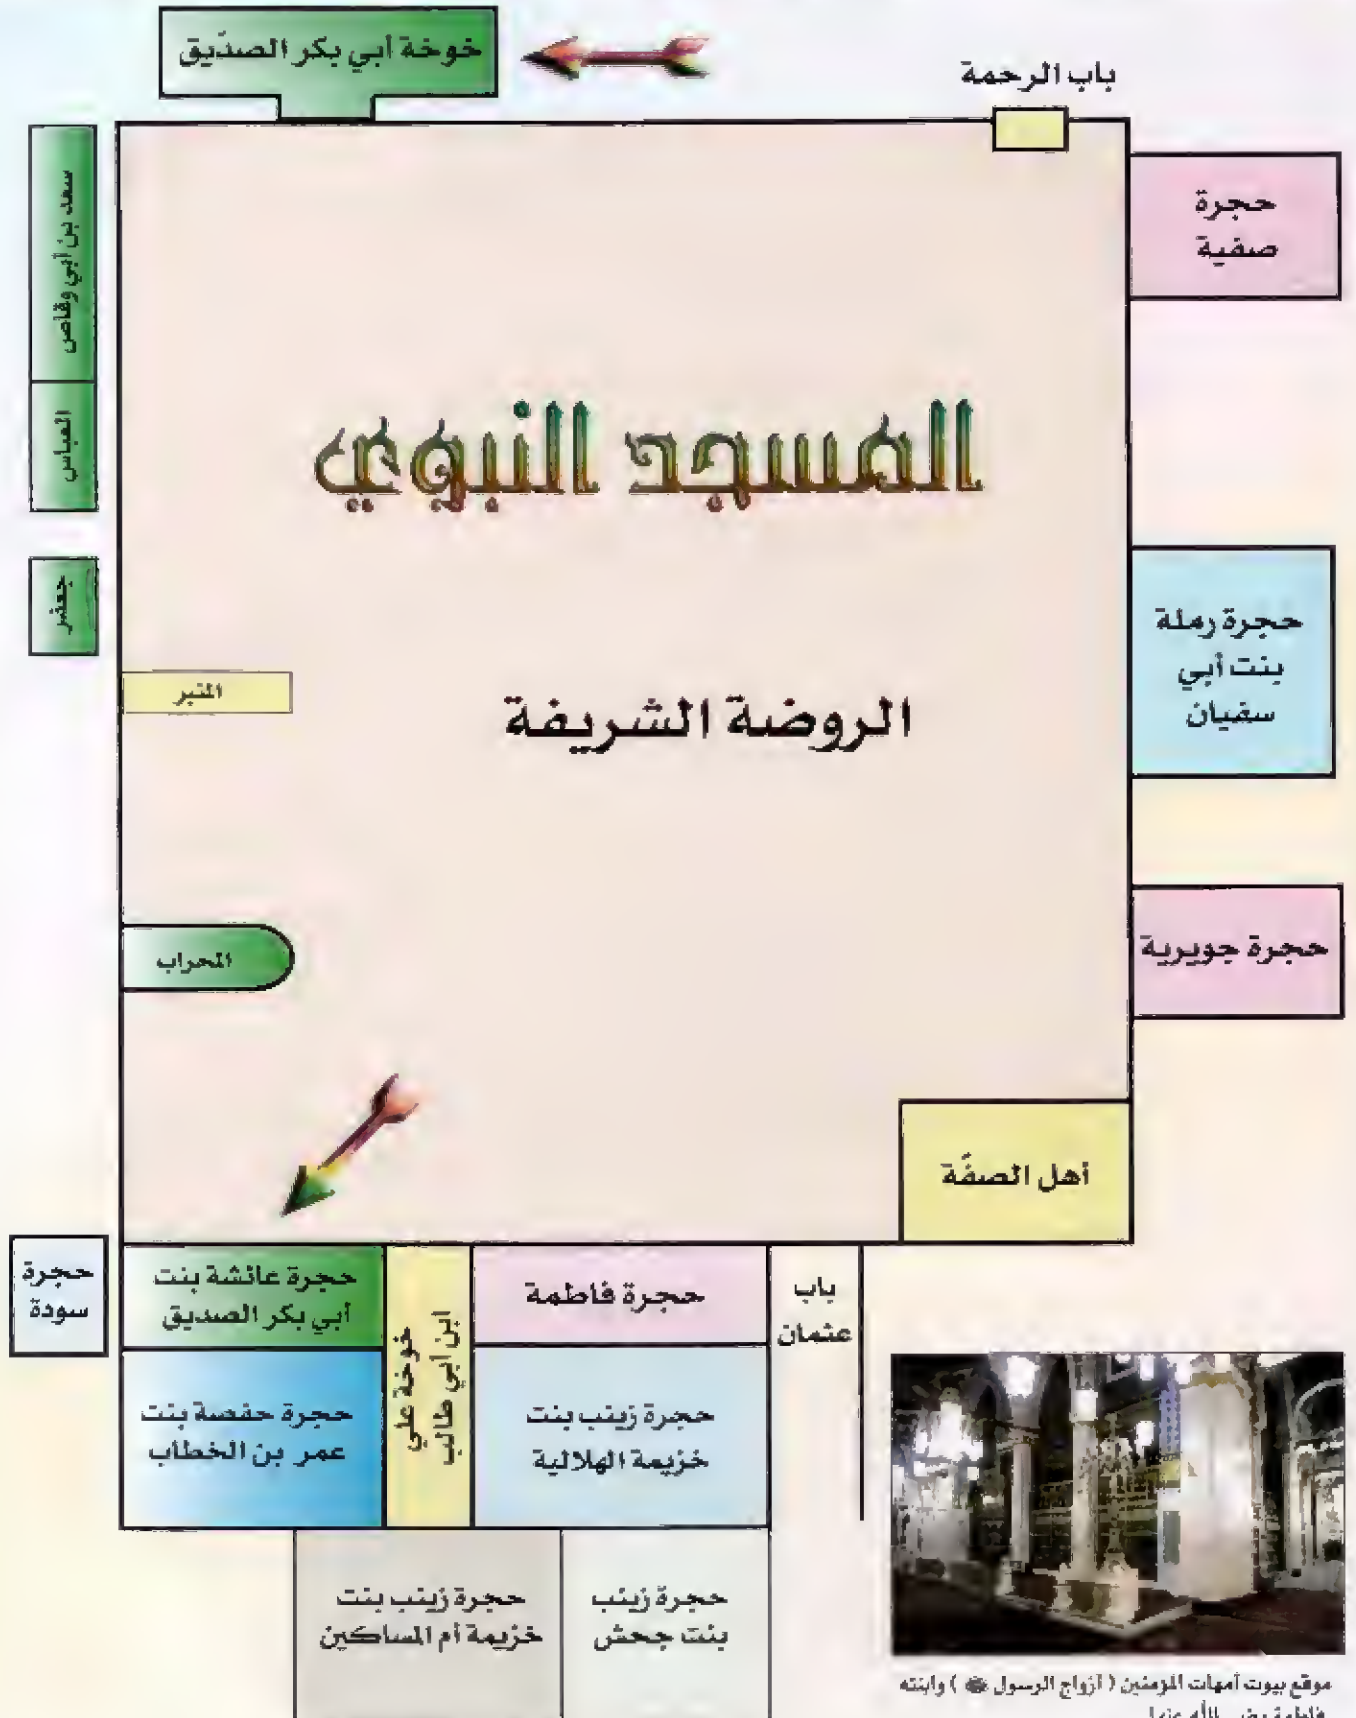 خوخة أبي بكر الصدّيق
باب الرحمة
حجرة
صفية
سعد بن أبي وقاص
العباس
جعفر
المسجد النبوي
حجرة رملة
بنت أبي
سفيان
المنبر
الروضة الشريفة
حجرة جويرية
المحراب
أهل الصفّة
حجرة
سودة
حجرة عائشة بنت
أبي بكر الصديق
خوخة علي
ابن أبي طالب
حجرة فاطمة
باب
عثمان
حجرة حفصة بنت
عمر بن الخطاب
حجرة زينب بنت
خزيمة الهلالية
حجرة زينب بنت
خزيمة أم المساكين
حجرة زينب
بنت جحش
موقع بيوت أمهات المؤمنين ( أزواج الرسول ﷺ ) وابنته
فاطمة رضي الله عنها